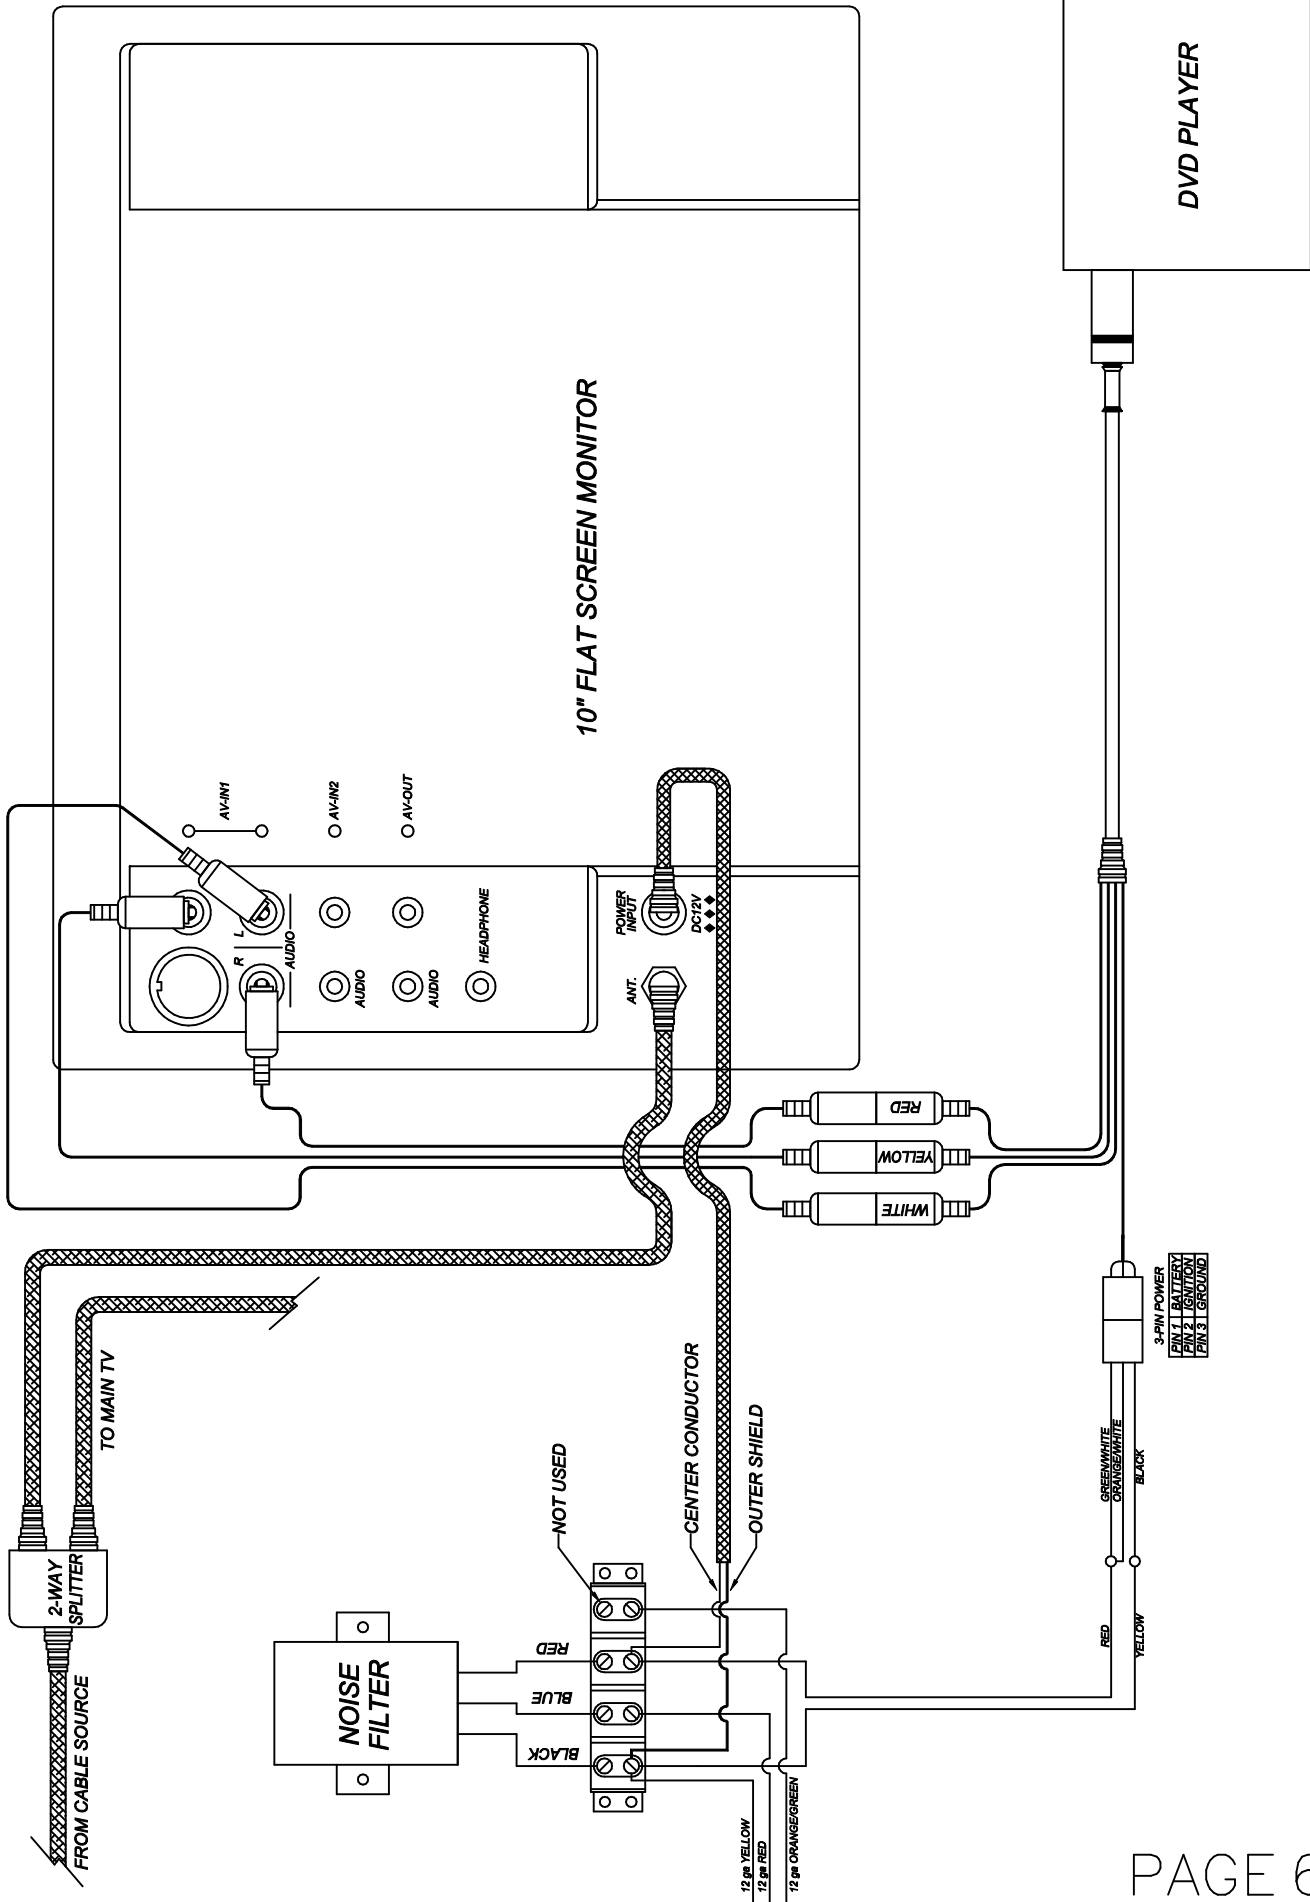 DVD PLAYER
10" FLAT SCREEN MONITOR
AV-IN1
AV-IN2
AV-OUT
L
R
AUDIO
AUDIO
AUDIO
HEADPHONE
POWER
INPUT
DC12V
ANT.
RED
YELLOW
WHITE
3-PIN POWER
PIN 1 BATTERY
PIN 2 IGNITION
PIN 3 GROUND
GREEN/WHITE
ORANGE/WHITE
BLACK
RED
YELLOW
TO MAIN TV
2-WAY
SPLITTER
FROM CABLE SOURCE
NOT USED
CENTER CONDUCTOR
OUTER SHIELD
NOISE
FILTER
RED
BLUE
BLACK
12 ga YELLOW
12 ga RED
12 ga ORANGE/GREEN
PAGE 6